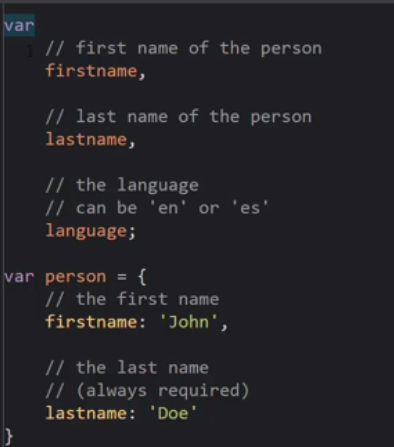 var
// first name of the person
firstname,
// last name of the person
lastname,
// the language
// can be 'en' or 'es'
language;
var person = {
// the first name
firstname: 'John',
// the last name
// (always required)
lastname: 'Doe'
}